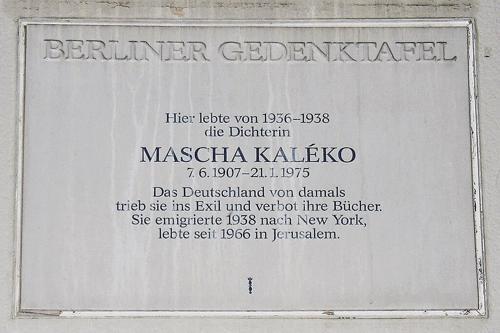 BERLINER GEDENKTAFEL
Hier lebte von 1936–1938
die Dichterin
MASCHA KALÉKO
7. 6. 1907–21. 1. 1975
Das Deutschland von damals
trieb sie ins Exil und verbot ihre Bücher.
Sie emigrierte 1938 nach New York,
lebte seit 1966 in Jerusalem.